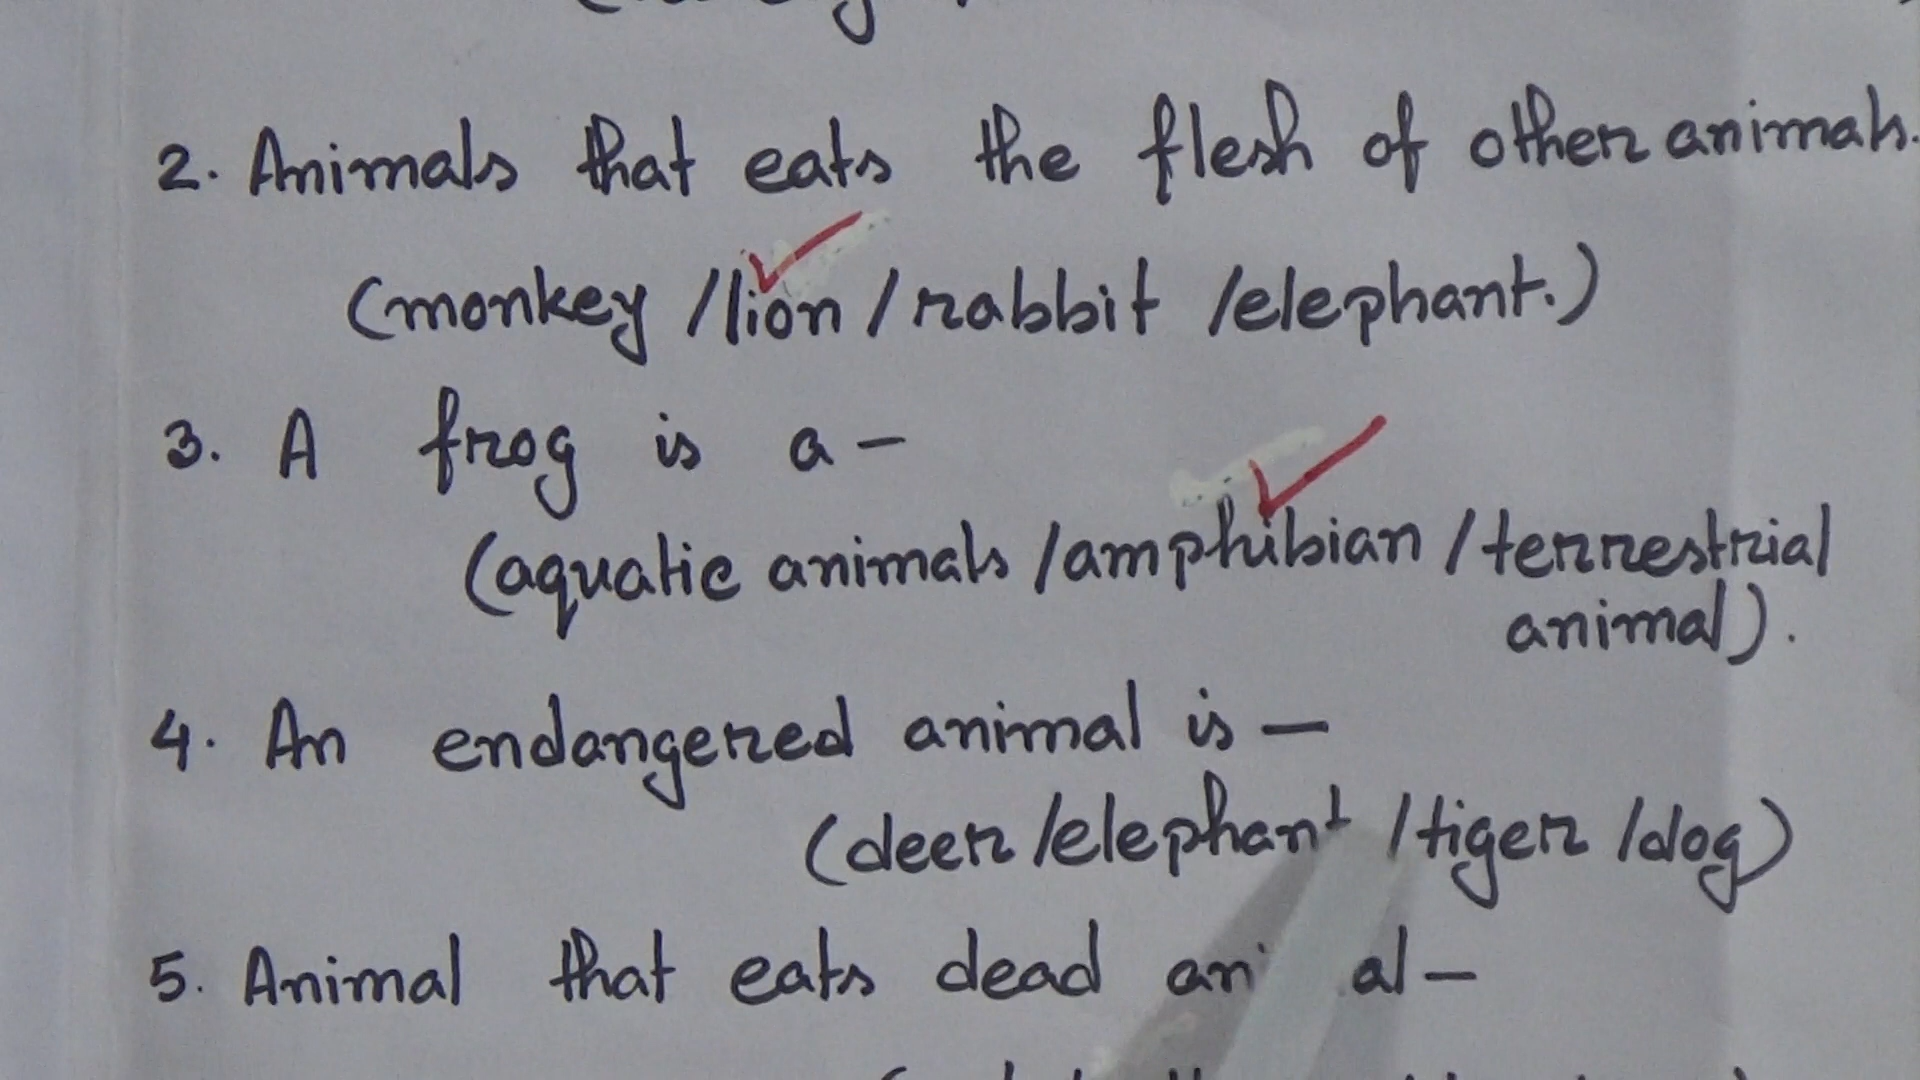 2. Animals that eats the flesh of other animals.
(monkey /lion / rabbit /elephant.)
3. A frog is a -
(aquatic animals /amphibian / terrestrial
animal).
4. An endangered animal is -
(deer /elephant / tiger /dog)
5. Animal that eats dead -